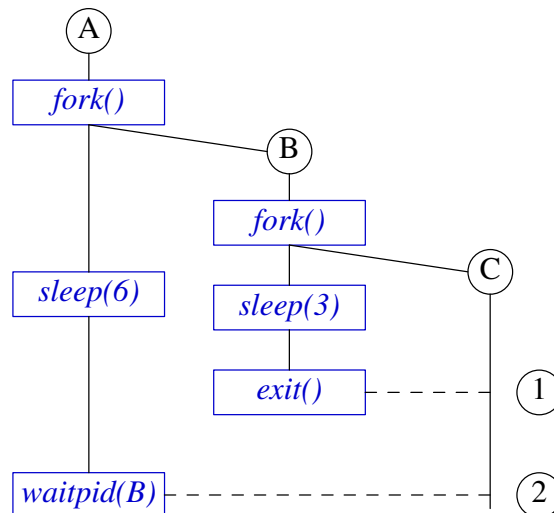 A
fork()
B
fork()
C
sleep(6)
sleep(3)
exit()
1
waitpid(B)
2